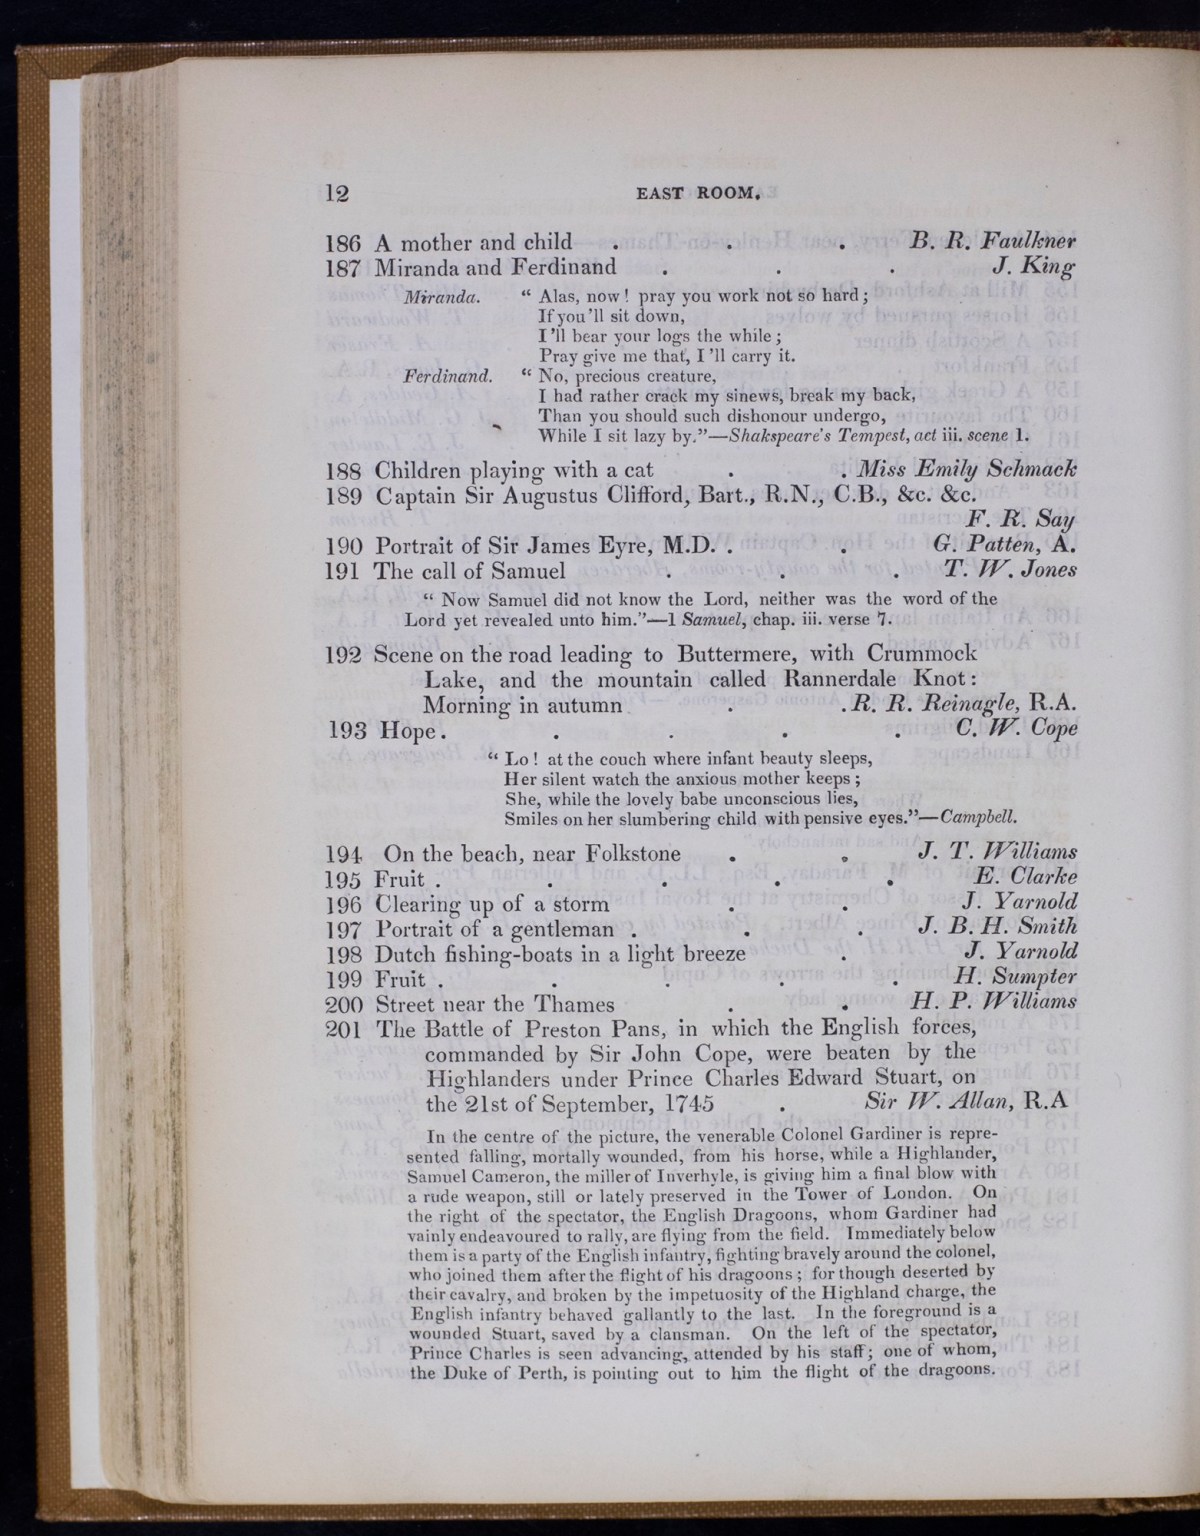 12 EAST ROOM.
186 A mother and child . . . B. R. Faulkner
187 Miranda and Ferdinand . . . J. King
Miranda. “ Alas, now ! pray you work not so hard ;
If you ’ll sit down,
I ’ll bear your logs the while ;
Pray give me that, I ’ll carry it.
Ferdinand. “ No, precious creature,
I had rather crack my sinews, break my back,
Than you should such dishonour undergo,
While I sit lazy by.”—Shakspeare's Tempest, act iii. scene 1.
188 Children playing with a cat . . Miss Emily Schmack
189 Captain Sir Augustus Clifford, Bart., R.N., C.B., &c. &c.
F. R. Say
190 Portrait of Sir James Eyre, M.D. . . G. Patten, A.
191 The call of Samuel . . . T. W. Jones
“ Now Samuel did not know the Lord, neither was the word of the
Lord yet revealed unto him.”—1 Samuel, chap. iii. verse 7.
192 Scene on the road leading to Buttermere, with Crummock
Lake, and the mountain called Rannerdale Knot :
Morning in autumn . . R. R. Reinagle, R.A.
193 Hope . . . . . C. W. Cope
“ Lo ! at the couch where infant beauty sleeps,
Her silent watch the anxious mother keeps ;
She, while the lovely babe unconscious lies,
Smiles on her slumbering child with pensive eyes.”—Campbell.
194 On the beach, near Folkstone . . J. T. Williams
195 Fruit . . . . . E. Clarke
196 Clearing up of a storm . . J. Yarnold
197 Portrait of a gentleman . . . J. B. H. Smith
198 Dutch fishing-boats in a light breeze . J. Yarnold
199 Fruit . . . . . H. Sumpter
200 Street near the Thames . . H. P. Williams
201 The Battle of Preston Pans, in which the English forces,
commanded by Sir John Cope, were beaten by the
Highlanders under Prince Charles Edward Stuart, on
the 21st of September, 1745 . Sir W. Allan, R.A
In the centre of the picture, the venerable Colonel Gardiner is repre-
sented falling, mortally wounded, from his horse, while a Highlander,
Samuel Cameron, the miller of Inverhyle, is giving him a final blow with
a rude weapon, still or lately preserved in the Tower of London. On
the right of the spectator, the English Dragoons, whom Gardiner had
vainly endeavoured to rally, are flying from the field. Immediately below
them is a party of the English infantry, fighting bravely around the colonel,
who joined them after the flight of his dragoons ; for though deserted by
their cavalry, and broken by the impetuosity of the Highland charge, the
English infantry behaved gallantly to the last. In the foreground is a
wounded Stuart, saved by a clansman. On the left of the spectator,
Prince Charles is seen advancing, attended by his staff ; one of whom,
the Duke of Perth, is pointing out to him the flight of the dragoons.